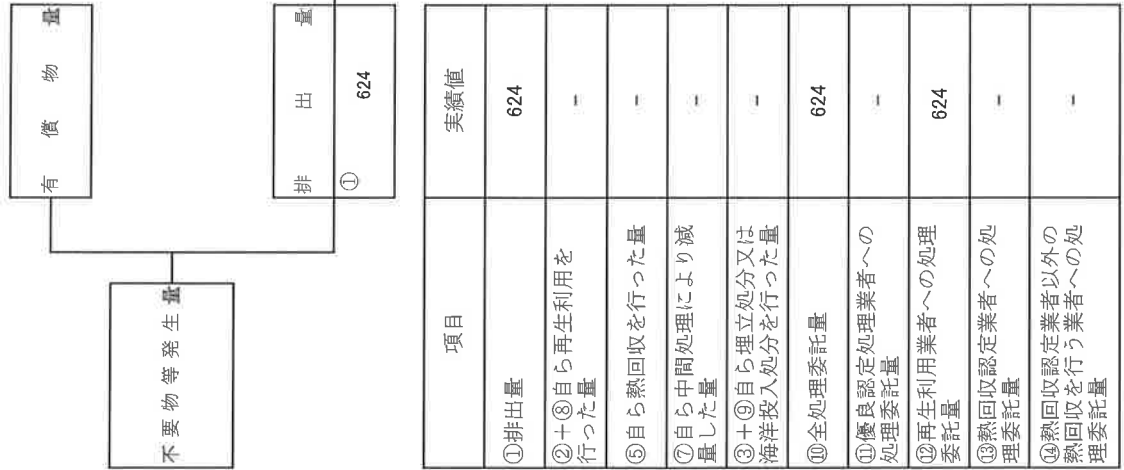 有償物量
不要物等発生量
排出量
①
624
項目
実績値
①排出量
624
②+⑧自ら再生利用を
行った量
-
⑤自ら熱回収を行った量
-
⑦自ら中間処理により減
量した量
-
③+⑨自ら埋立処分又は
海洋投入処分を行った量
-
⑩全処理委託量
624
⑪優良認定処理業者への
処理委託量
-
⑫再生利用業者への処理
委託量
624
⑬熱回収認定業者への処
理委託量
-
⑭熱回収認定業者以外の
熱回収を行う業者への処
理委託量
-